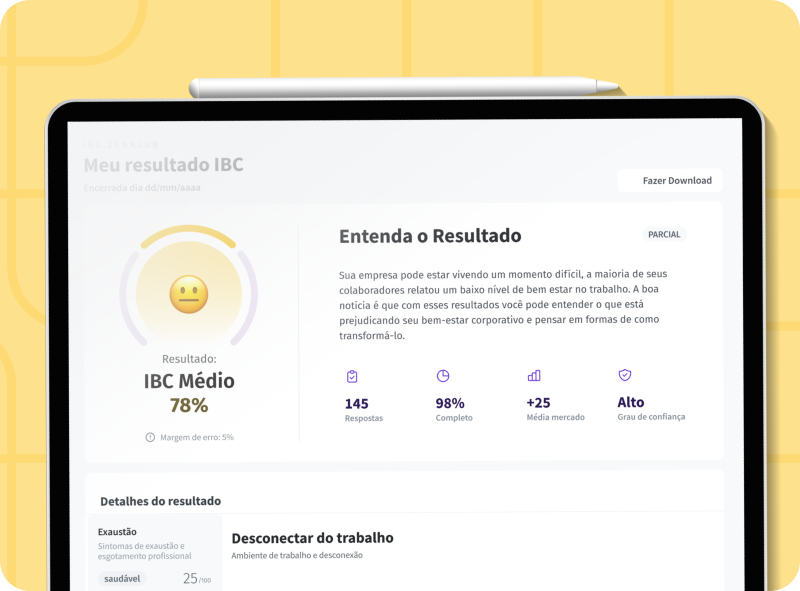 Meu resultado IBC
Encerrada dia dd/mm/aaaa
Fazer Download
Entenda o Resultado
PARCIAL
Sua empresa pode estar vivendo um momento difícil, a maioria de seus
colaboradores relatou um baixo nível de bem estar no trabalho. A boa
notícia é que com esses resultados você pode entender o que está
prejudicando seu bem-estar corporativo e pensar em formas de como
transformá-lo.
Resultado:
IBC Médio
78%
Margem de erro: 5%
145
Respostas
98%
Completo
+25
Média mercado
Alto
Grau de confiança
Detalhes do resultado
Exaustão
Sintomas de exaustão e
esgotamento profissional
saudável
25/100
Desconectar do trabalho
Ambiente de trabalho e desconexão